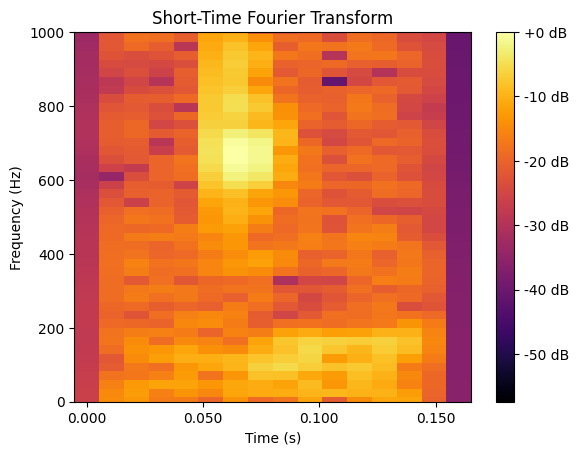 Short-Time Fourier Transform
1000
800
600
400
200
0
Frequency (Hz)
0.000
0.050
0.100
0.150
Time (s)
+0 dB
-10 dB
-20 dB
-30 dB
-40 dB
-50 dB